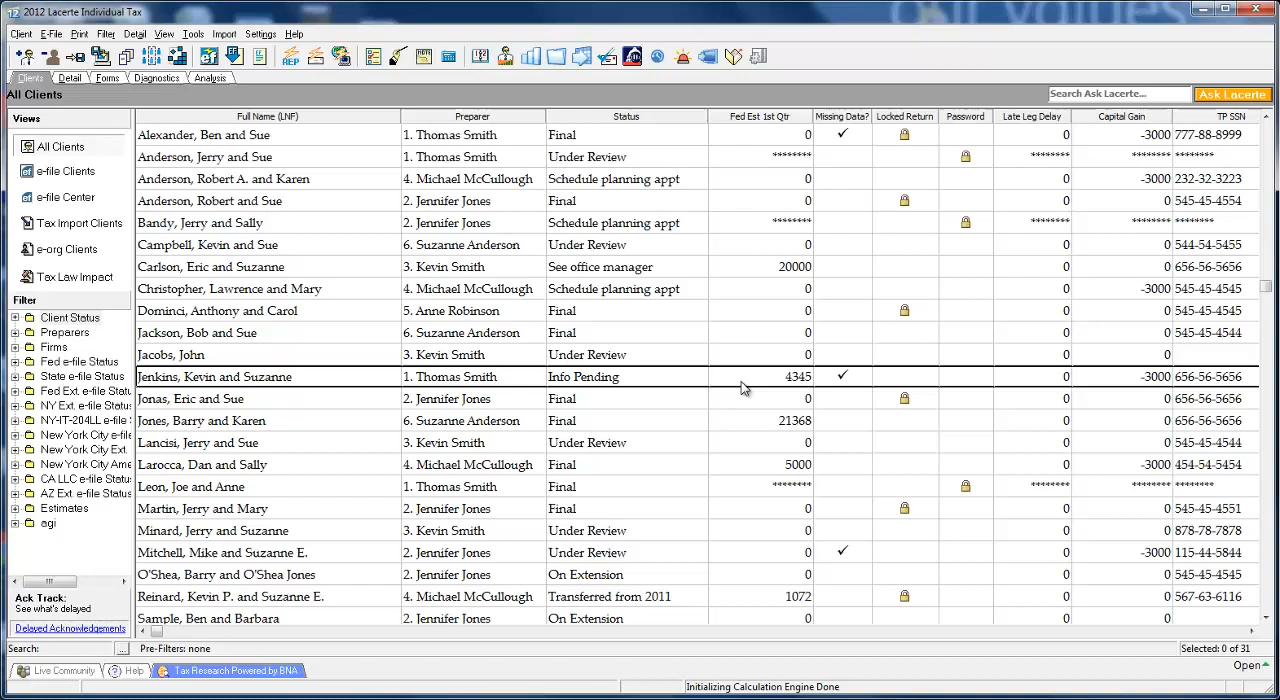 2012 Lacerte Individual Tax
Client E-File Print Filter Detail View Tools Import Settings Help
Clients Detail Forms Diagnostics Analysis
All Clients Search Ask Lacerte... Ask Lacerte
Views
All Clients
e-file Clients
e-file Center
Tax Import Clients
e-org Clients
Tax Law Impact
Filter
Client Status
Preparers
Firms
Fed e-file Status
State e-file Status
Fed Ext. e-file Status
NY Ext. e-file Status
NY-IT-204LL e-file
New York City e-file
New York City Ext.
New York City Ame
CA LLC e-file Status
AZ Ext. e-file Status
Estimates
agi
Ack Track:
See what's delayed
Delayed Acknowledgements
Full Name (LNF) Preparer Status Fed Est 1st Qtr Missing Data? Locked Return Password Late Leg Delay Capital Gain TP SSN
Alexander, Ben and Sue 1. Thomas Smith Final 0 ✓ 0 -3000 777-88-8999
Anderson, Jerry and Sue 1. Thomas Smith Under Review ******** ******** ******** ********
Anderson, Robert A. and Karen 4. Michael McCullough Schedule planning appt 0 0 -3000 232-32-3223
Anderson, Robert and Sue 2. Jennifer Jones Final 0 0 0 545-45-4554
Bandy, Jerry and Sally 2. Jennifer Jones Schedule planning appt ******** ******** ******** ********
Campbell, Kevin and Sue 6. Suzanne Anderson Under Review 0 0 0 544-54-5455
Carlson, Eric and Suzanne 3. Kevin Smith See office manager 20000 0 0 656-56-5656
Christopher, Lawrence and Mary 4. Michael McCullough Schedule planning appt 0 0 -3000 545-45-4545
Dominci, Anthony and Carol 5. Anne Robinson Final 0 0 0 545-45-4545
Jackson, Bob and Sue 6. Suzanne Anderson Final 0 0 0 545-45-4544
Jacobs, John 3. Kevin Smith Under Review 0 0 0
Jenkins, Kevin and Suzanne 1. Thomas Smith Info Pending 4345 ✓ 0 -3000 656-56-5656
Jonas, Eric and Sue 2. Jennifer Jones Final 0 0 0 656-56-5656
Jones, Barry and Karen 6. Suzanne Anderson Final 21368 0 0 656-56-5656
Lancisi, Jerry and Sue 3. Kevin Smith Under Review 0 0 0 545-45-4544
Larocca, Dan and Sally 4. Michael McCullough Final 5000 0 -3000 454-54-5454
Leon, Joe and Anne 1. Thomas Smith Final ******** ******** ******** ********
Martin, Jerry and Mary 2. Jennifer Jones Final 0 0 0 545-45-4551
Minard, Jerry and Suzanne 3. Kevin Smith Under Review 0 0 0 878-78-7878
Mitchell, Mike and Suzanne E. 2. Jennifer Jones Under Review 0 ✓ 0 -3000 115-44-5844
O'Shea, Barry and O'Shea Jones 2. Jennifer Jones On Extension 0 0 0 545-45-4545
Reinard, Kevin P. and Suzanne E. 4. Michael McCullough Transferred from 2011 1072 0 0 567-63-6116
Sample, Ben and Barbara 2. Jennifer Jones On Extension 0 0 0
Search: ... Pre-Filters: none Selected: 0 of 31
Live Community Help Tax Research Powered by BNA Open
Initializing Calculation Engine Done